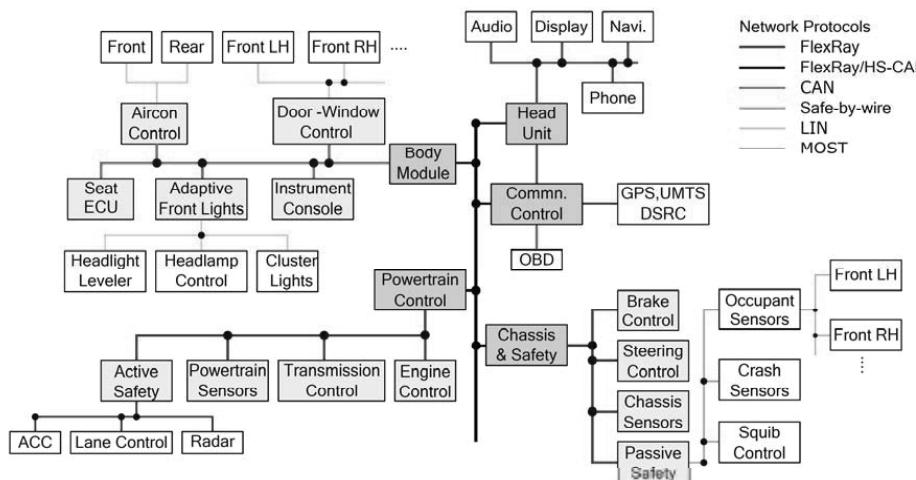 Front
Rear
Front LH
Front RH
....
Aircon
Control
Door -Window
Control
Body
Module
Seat
ECU
Adaptive
Front Lights
Instrument
Console
Headlight
Leveler
Headlamp
Control
Cluster
Lights
Audio
Display
Navi.
Phone
Head
Unit
Commn.
Control
GPS,UMTS
DSRC
OBD
Network Protocols
FlexRay
FlexRay/HS-CA
CAN
Safe-by-wire
LIN
MOST
Powertrain
Control
Active
Safety
Powertrain
Sensors
Transmission
Control
Engine
Control
ACC
Lane Control
Radar
Chassis
& Safety
Brake
Control
Steering
Control
Chassis
Sensors
Passive
Safety
Occupant
Sensors
Crash
Sensors
Squib
Control
Front LH
Front RH